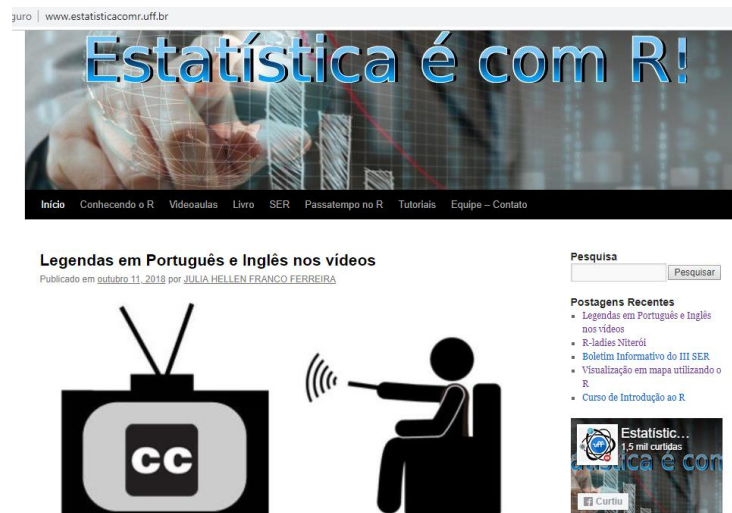 guro | www.estatisticacomr.uff.br
Estatística é com R!
Início Conhecendo o R Videoaulas Livro SER Passatempo no R Tutoriais Equipe – Contato
Legendas em Português e Inglês nos vídeos
Publicado em outubro 11, 2018 por JULIA HELLEN FRANCO FERREIRA
CC
Pesquisa
Pesquisar
Postagens Recentes
Legendas em Português e Inglês
nos vídeos
R-ladies Niterói
Boletim Informativo do III SER
Visualização em mapa utilizando o
R
Curso de Introdução ao R
uff
Estatístic...
1,5 mil curtidas
Curtiu